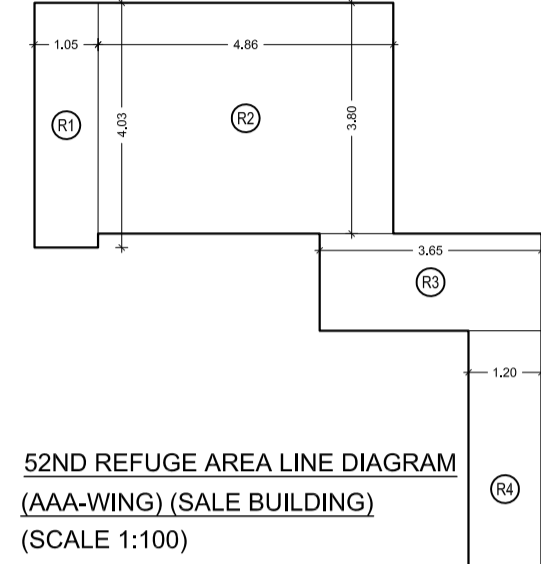 1.05
4.86
R1
4.03
R2
3.80
3.65
R3
1.20
R4
52ND REFUGE AREA LINE DIAGRAM
(AAA-WING) (SALE BUILDING)
(SCALE 1:100)